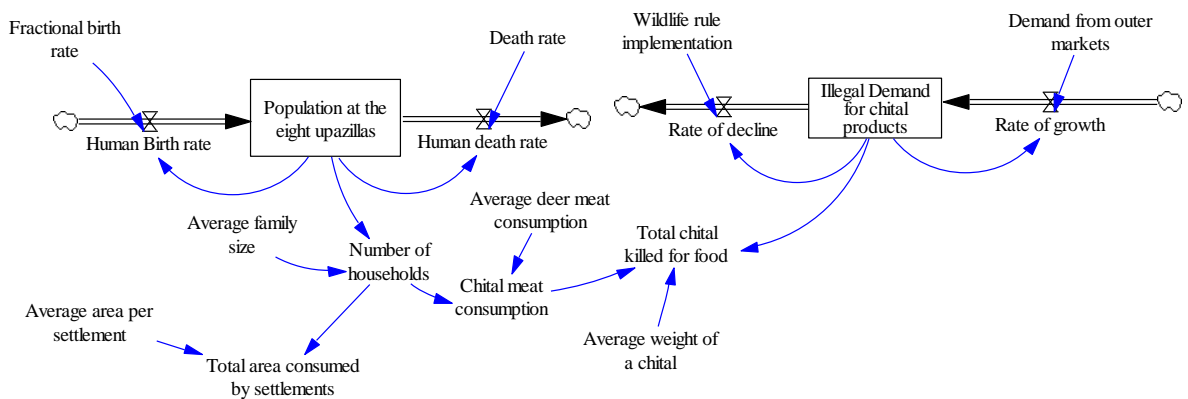 Fractional birth
rate
Death rate
Wildlife rule
implementation
Demand from outer
markets
Population at the
eight upazillas
Illegal Demand
for chital
products
Human Birth rate
Human death rate
Rate of decline
Rate of growth
Average family
size
Average deer meat
consumption
Number of
households
Total chital
killed for food
Chital meat
consumption
Average area per
settlement
Average weight of
a chital
Total area consumed
by settlements